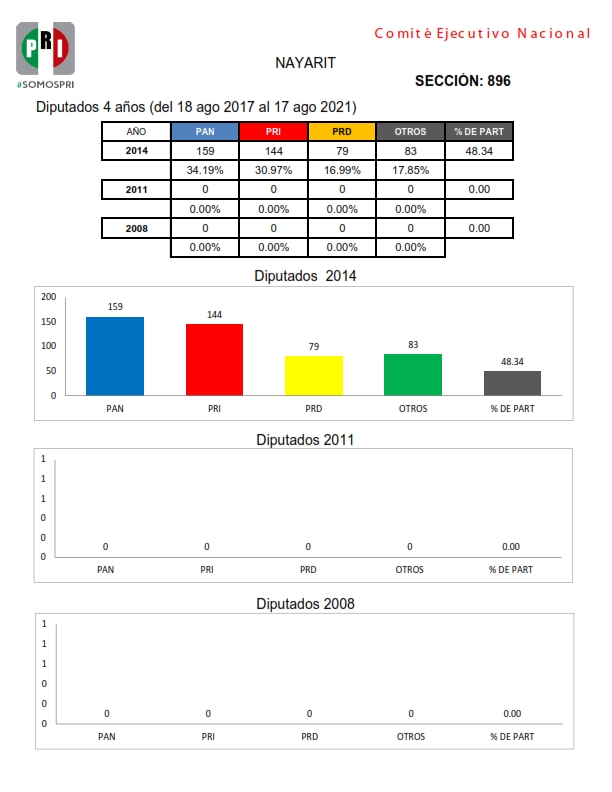 Comité Ejecutivo Nacional
PRI
#SOMOSPRI
NAYARIT
SECCIÓN: 896
Diputados 4 años (del 18 ago 2017 al 17 ago 2021)
AÑO PAN PRI PRD OTROS % DE PART
2014 159 144 79 83 48.34
34.19% 30.97% 16.99% 17.85%
2011 0 0 0 0 0.00
0.00% 0.00% 0.00% 0.00%
2008 0 0 0 0 0.00
0.00% 0.00% 0.00% 0.00%
Diputados 2014
200
150
100
50
0
159 144 79 83 48.34
PAN PRI PRD OTROS % DE PART
Diputados 2011
1
1
1
0
0
0
0 0 0 0 0.00
PAN PRI PRD OTROS % DE PART
Diputados 2008
1
1
1
0
0
0
0 0 0 0 0.00
PAN PRI PRD OTROS % DE PART